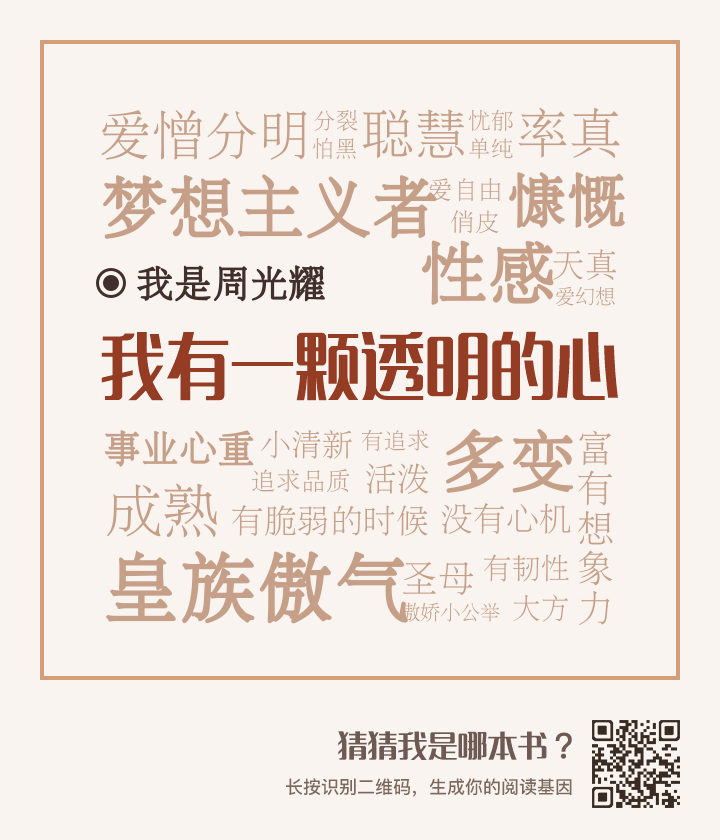 爱憎分明 分裂 聪慧 忧郁 率真
怕黑 单纯
梦想主义者 爱自由 慷慨
俏皮
性感 天真
爱幻想
我是周光耀
我有一颗透明的心
事业心重 小清新 有追求 多变 富有想象力
追求品质 活泼
成熟 有脆弱的时候 没有心机
皇族傲气 圣母 有韧性
傲娇小公举 大方
猜猜我是哪本书？
长按识别二维码，生成你的阅读基因